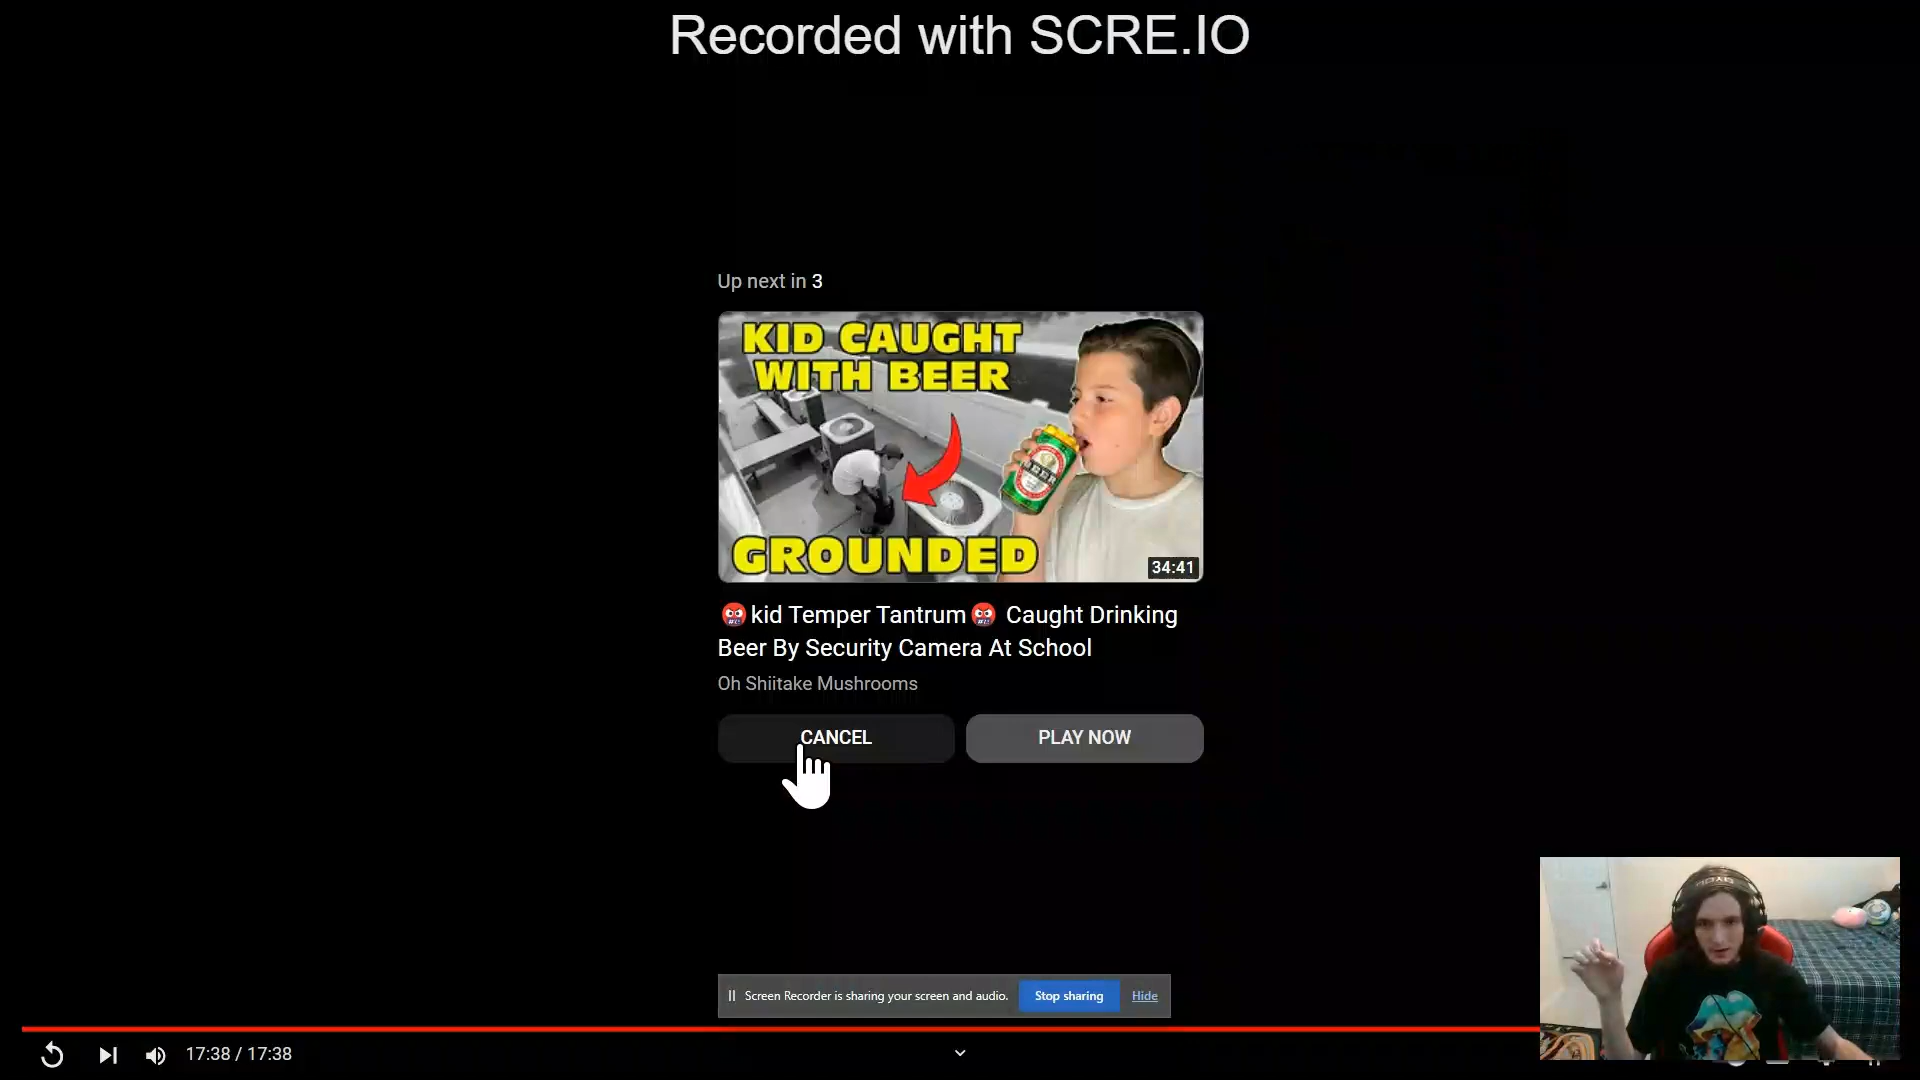 Recorded with SCRE.IO
Up next in 3
KID CAUGHT
WITH BEER
BEER
GROUNDED
34:41
🤬kid Temper Tantrum🤬 Caught Drinking
Beer By Security Camera At School
Oh Shiitake Mushrooms
CANCEL
PLAY NOW
Screen Recorder is sharing your screen and audio.
Stop sharing
Hide
17:38 / 17:38